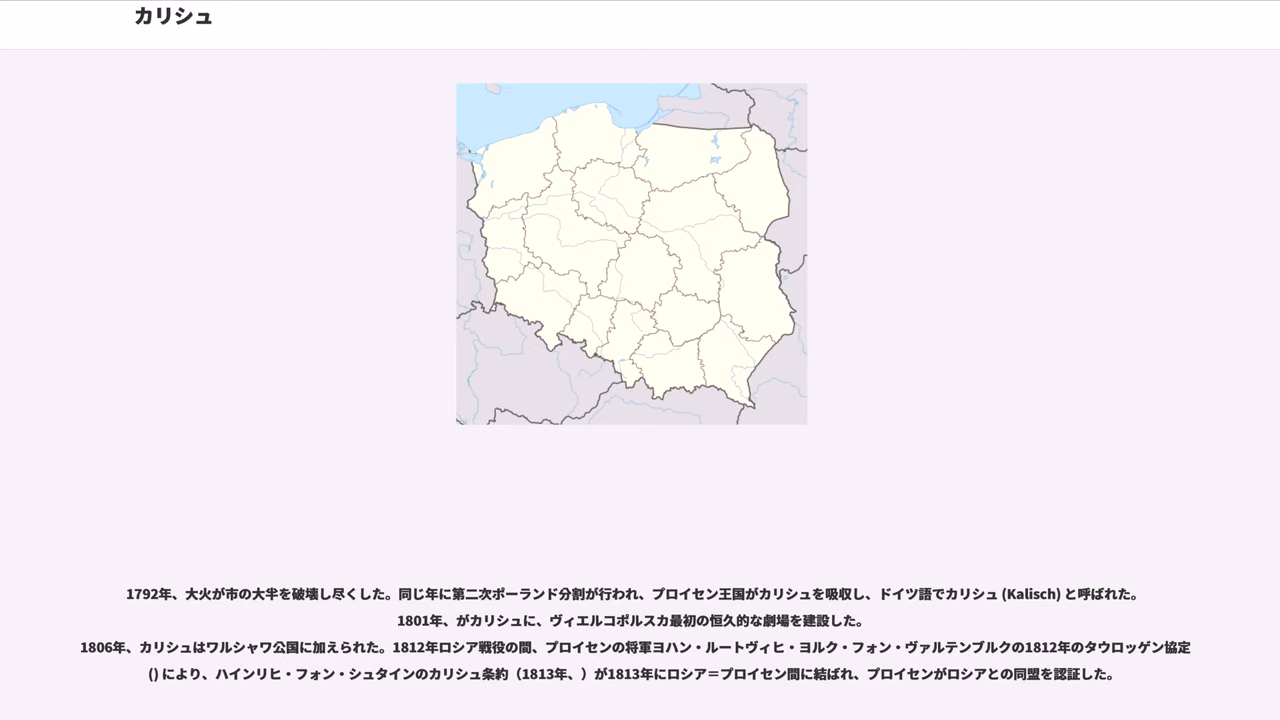 カリシュ
1792年、大火が市の大半を破壊し尽くした。同じ年に第二次ポーランド分割が行われ、プロイセン王国がカリシュを吸収し、ドイツ語でカリシュ (Kalisch) と呼ばれた。
1801年、がカリシュに、ヴィエルコポルスカ最初の恒久的な劇場を建設した。
1806年、カリシュはワルシャワ公国に加えられた。1812年ロシア戦役の間、プロイセンの将軍ヨハン・ルートヴィヒ・ヨルク・フォン・ヴァルテンブルクの1812年のタウロッゲン協定
() により、ハインリヒ・フォン・シュタインのカリシュ条約（1813年、）が1813年にロシア＝プロイセン間に結ばれ、プロイセンがロシアとの同盟を認証した。